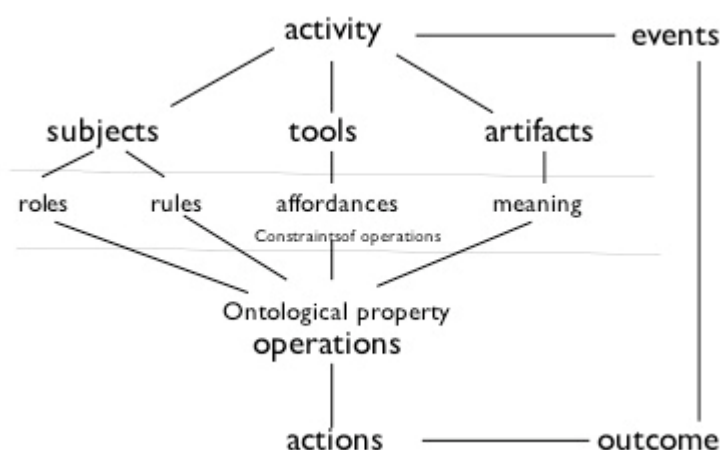 activity
events
subjects
tools
artifacts
roles
rules
affordances
meaning
Constraintsof operations
Ontological property
operations
actions
outcome